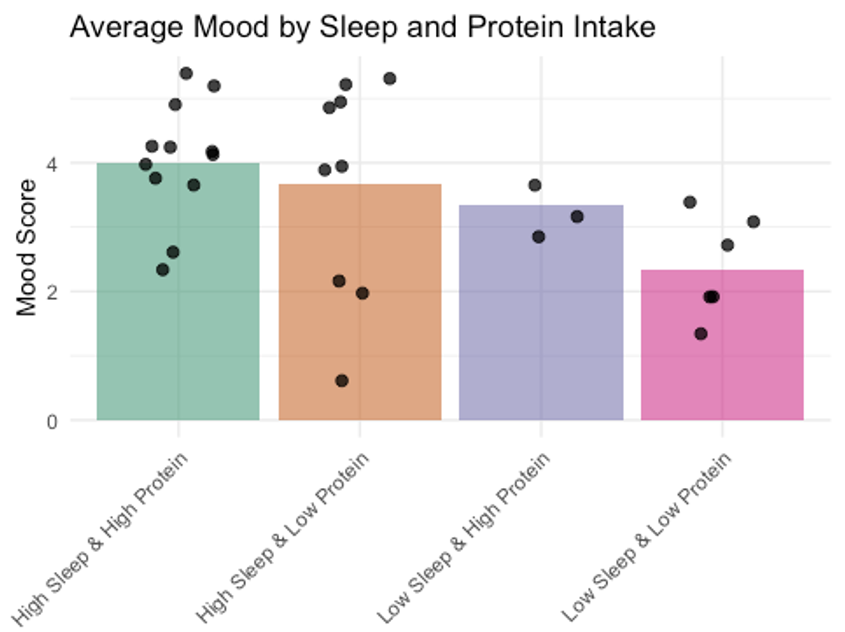 Average Mood by Sleep and Protein Intake
Mood Score
4
2
0
High Sleep & High Protein
High Sleep & Low Protein
Low Sleep & High Protein
Low Sleep & Low Protein